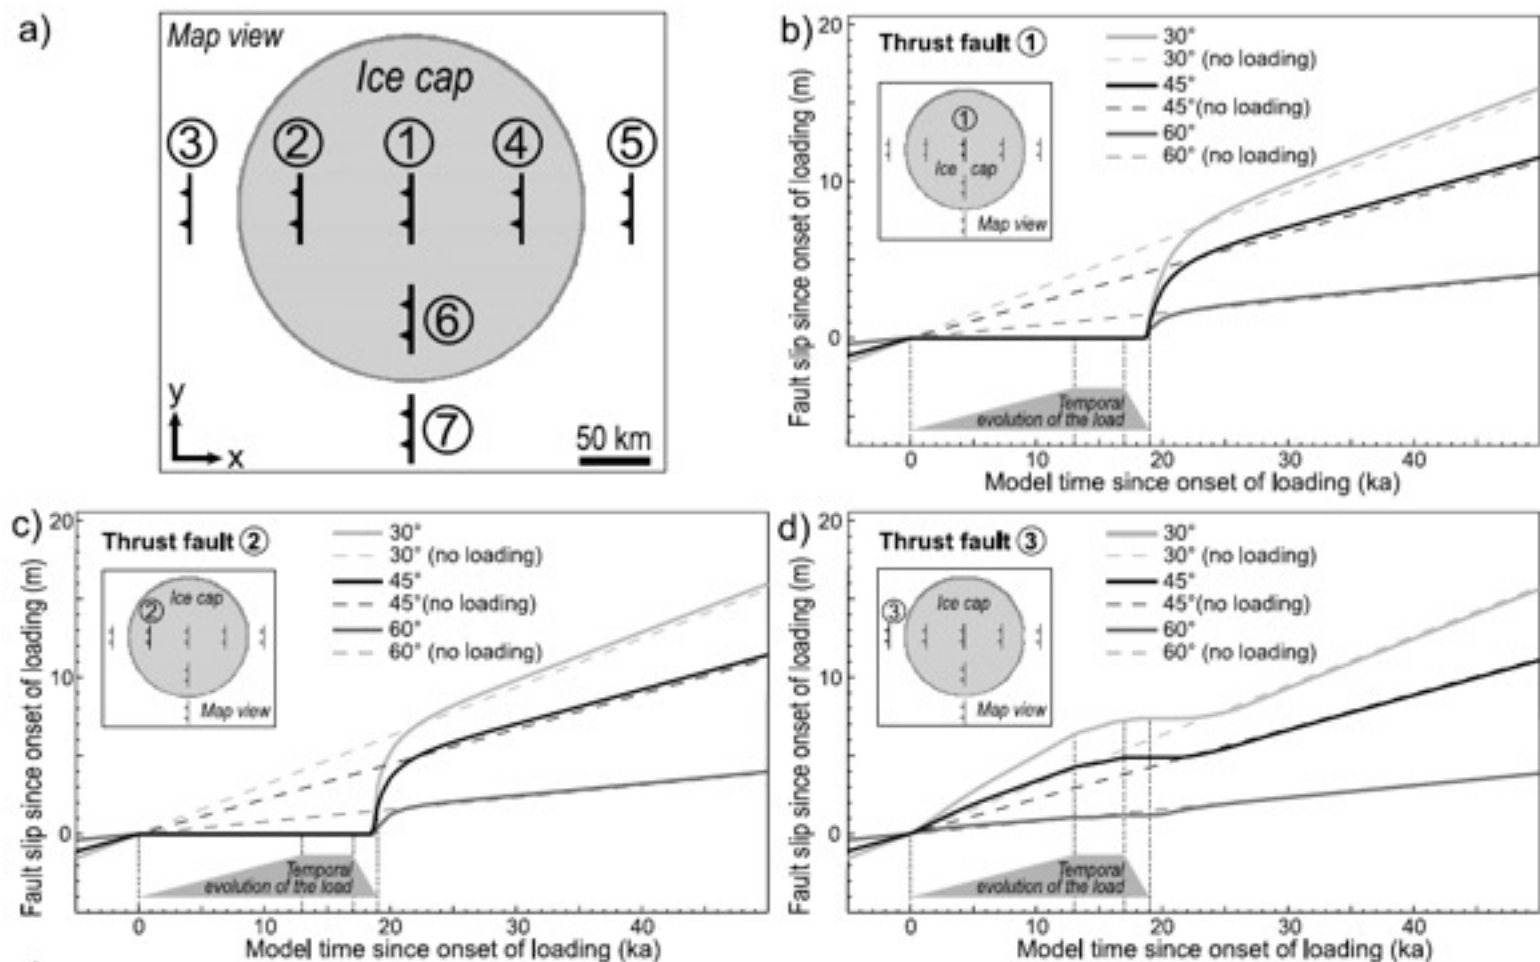 a)
Map view
Ice cap
③ ② ① ④ ⑤
⑥
⑦
y
x
50 km
b)
Thrust fault ①
30°
30° (no loading)
45°
45°(no loading)
60°
60° (no loading)
①
Ice cap
Map view
Fault slip since onset of loading (m)
20
10
0
Temporal
evolution of the load
0 10 20 30 40
Model time since onset of loading (ka)
c)
Thrust fault ②
30°
30° (no loading)
45°
45°(no loading)
60°
60° (no loading)
②
Ice cap
Map view
Fault slip since onset of loading (m)
20
10
0
Temporal
evolution of the load
0 10 20 30 40
Model time since onset of loading (ka)
d)
Thrust fault ③
30°
30° (no loading)
45°
45°(no loading)
60°
60° (no loading)
③
Ice cap
Map view
Fault slip since onset of loading (m)
20
10
0
Temporal
evolution of the load
0 10 20 30 40
Model time since onset of loading (ka)